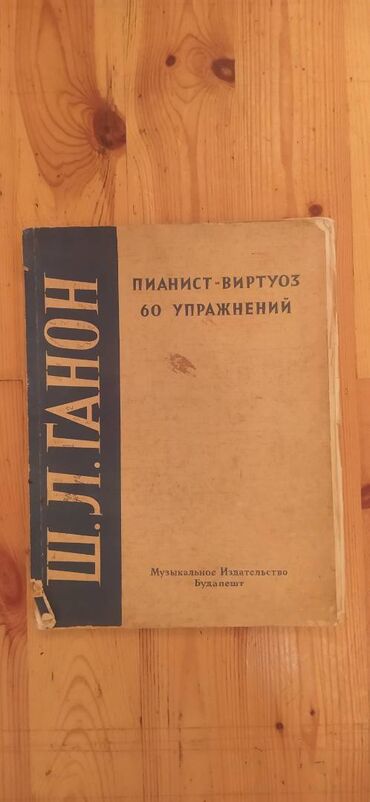 Ш.Л.ГАНОН
ПИАНИСТ-ВИРТУОЗ
60 УПРАЖНЕНИЙ
Музыкальное Издательство
Будапешт